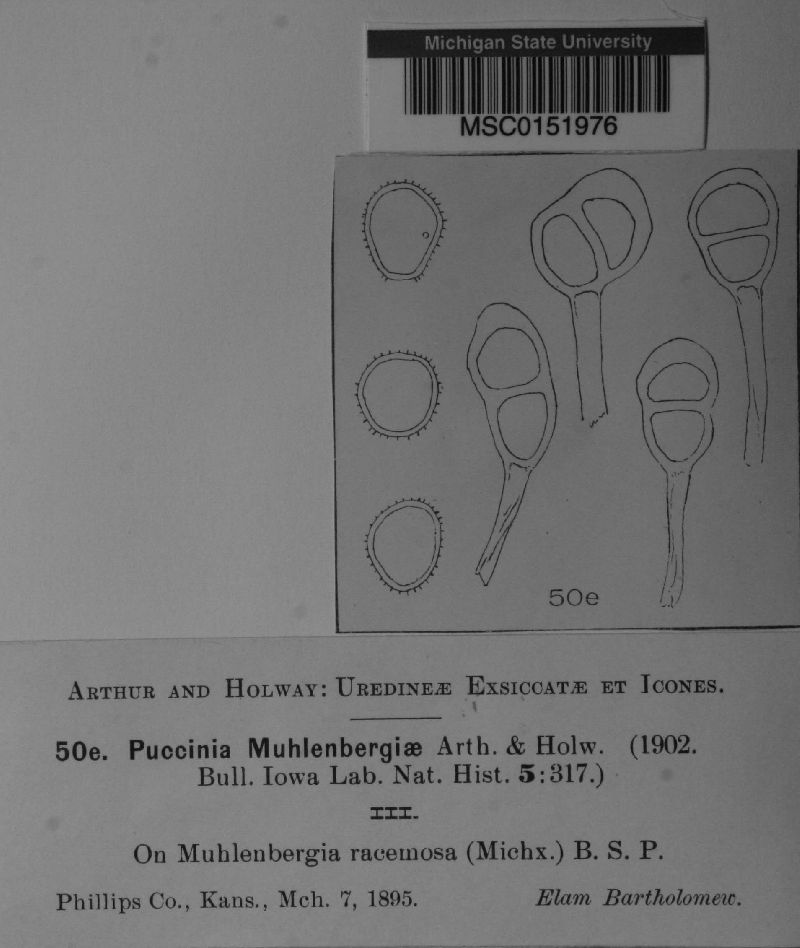 Michigan State University
MSC0151976
50e
ARTHUR AND HOLWAY: UREDINEÆ EXSICCATÆ ET ICONES.
50e. Puccinia Muhlenbergiæ Arth. & Holw. (1902.
Bull. Iowa Lab. Nat. Hist. 5:317.)
III.
On Muhlenbergia racemosa (Michx.) B. S. P.
Phillips Co., Kans., Mch. 7, 1895. Elam Bartholomew.